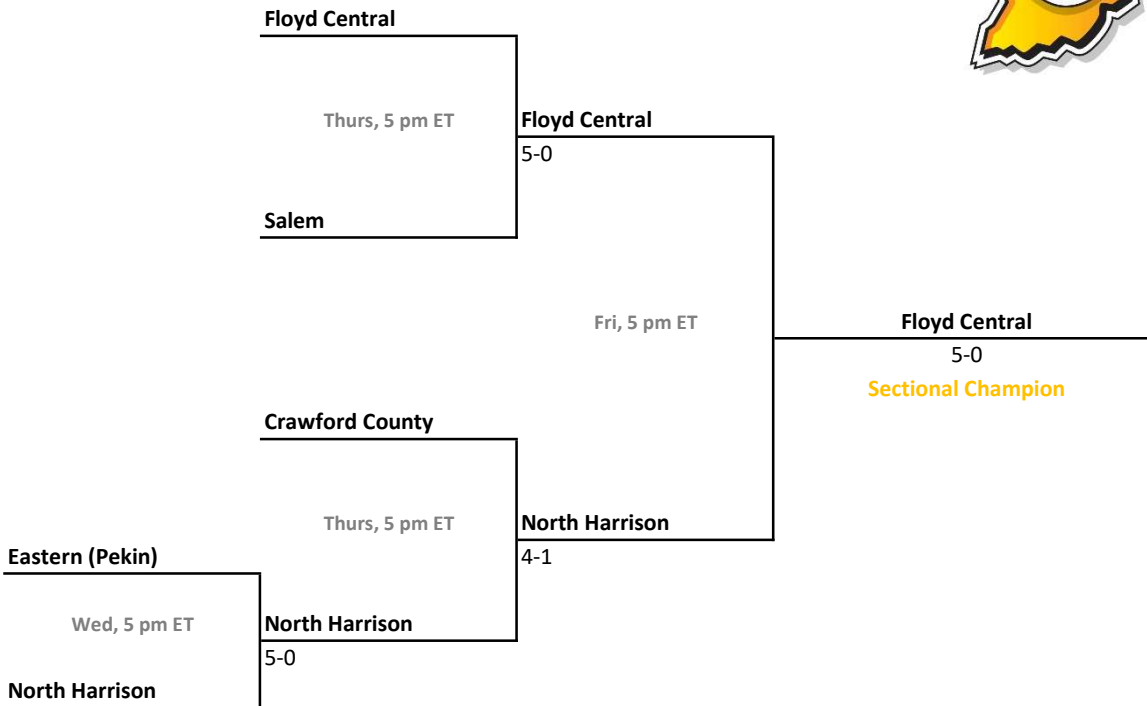 Floyd Central
Thurs, 5 pm ET
Floyd Central
5-0
Salem
Fri, 5 pm ET
Floyd Central
5-0
Sectional Champion
Crawford County
Thurs, 5 pm ET
North Harrison
4-1
Eastern (Pekin)
Wed, 5 pm ET
North Harrison
5-0
North Harrison